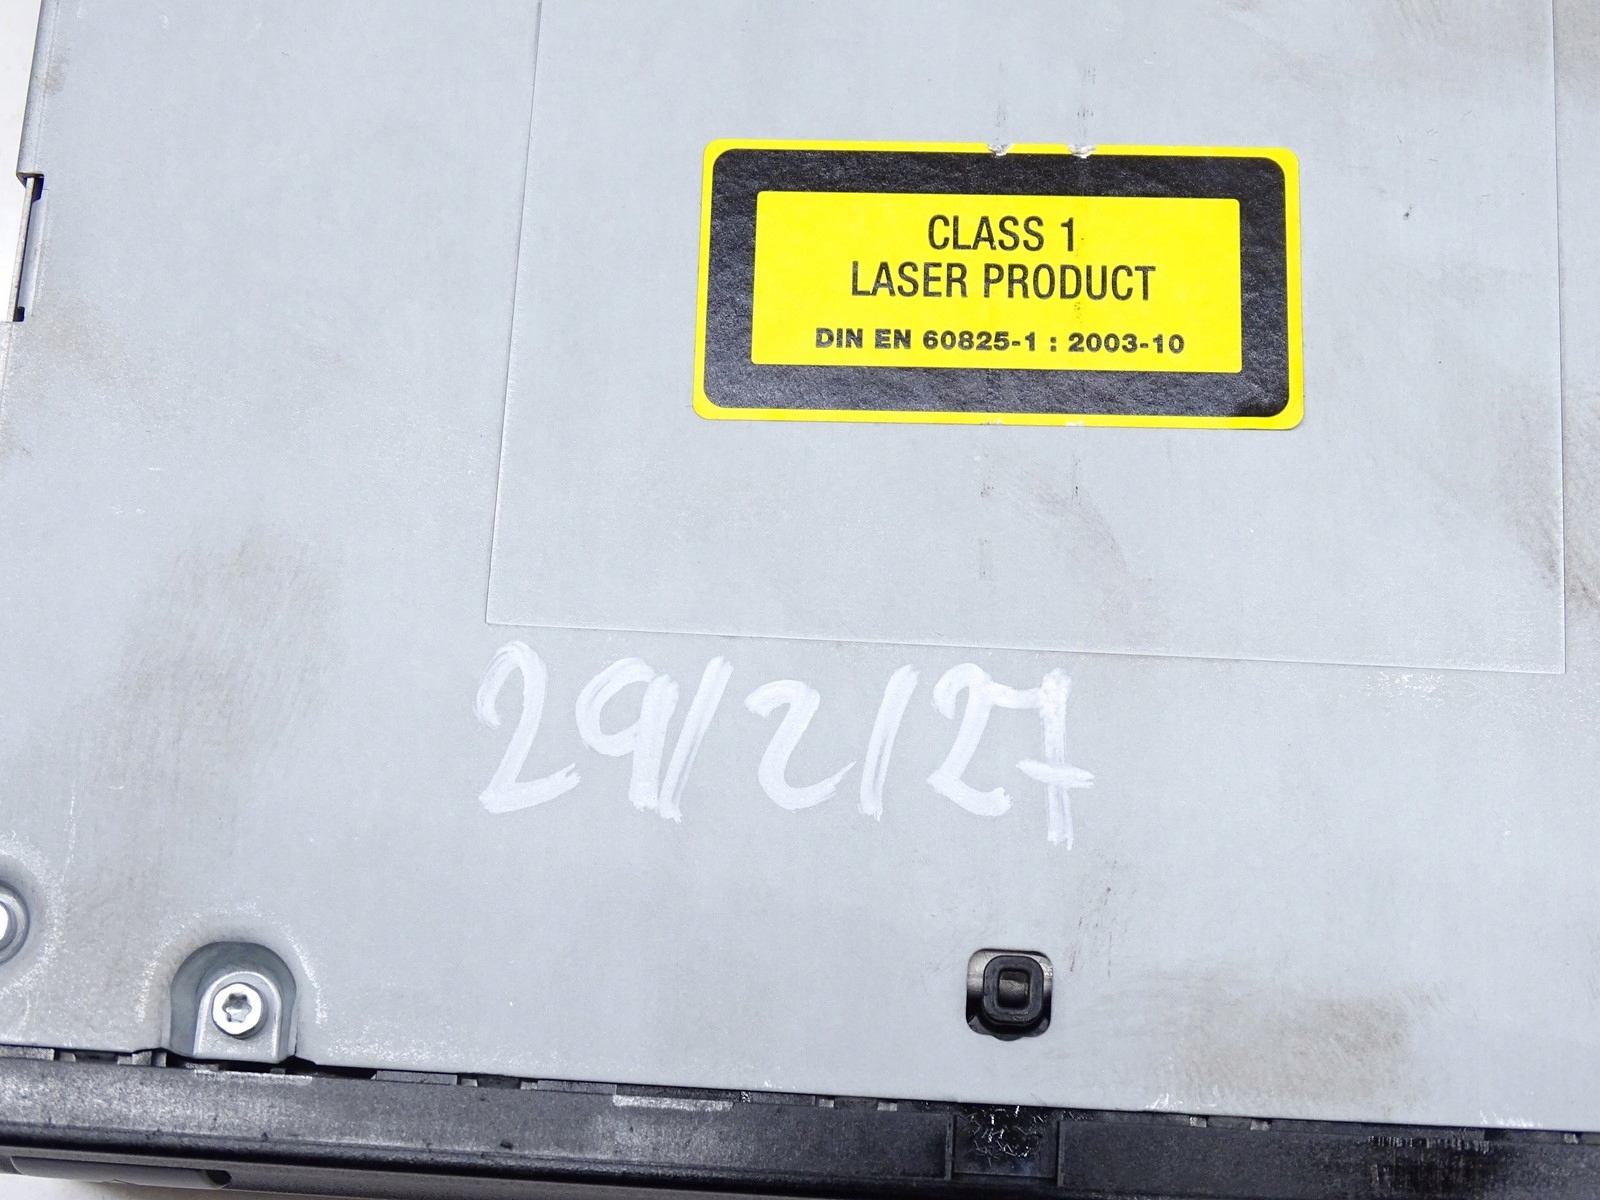 CLASS 1
LASER PRODUCT
DIN EN 60825-1 : 2003-10
29/2/27